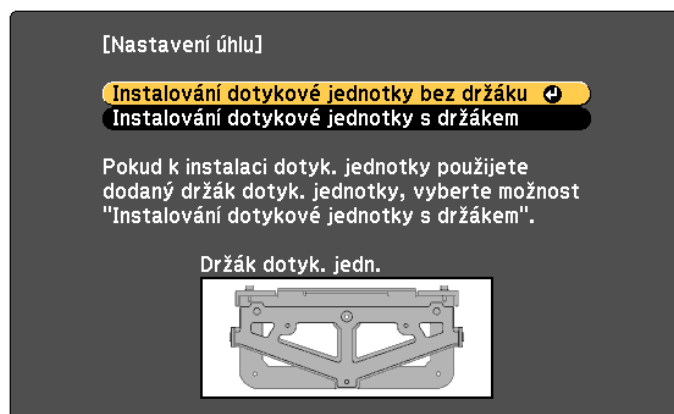 [Nastavení úhlu]
Instalování dotykové jednotky bez držáku
Instalování dotykové jednotky s držákem
Pokud k instalaci dotyk. jednotky použijete
dodaný držák dotyk. jednotky, vyberte možnost
"Instalování dotykové jednotky s držákem".
Držák dotyk. jedn.